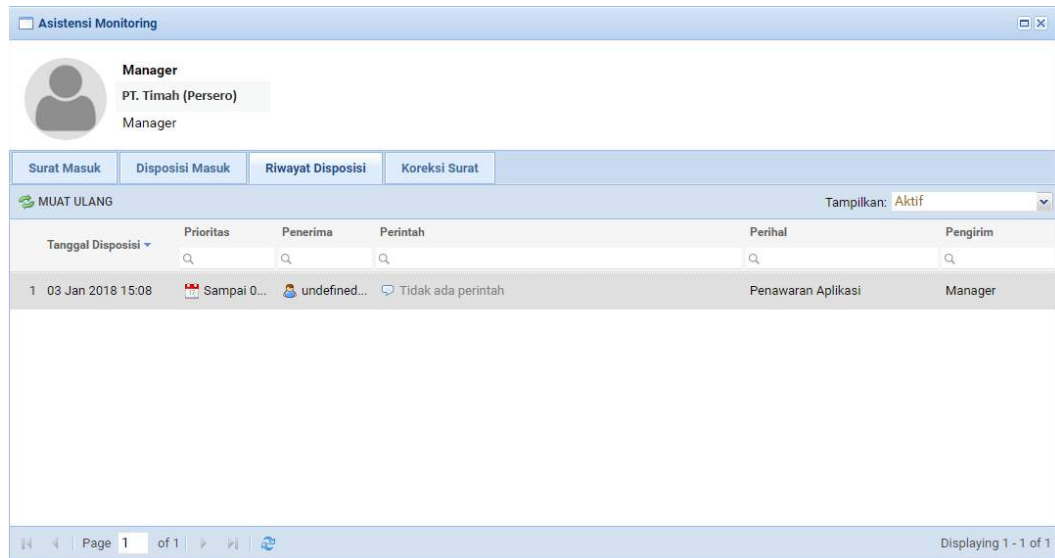 Asistensi Monitoring
Manager
PT. Timah (Persero)
Manager
Surat Masuk Disposisi Masuk Riwayat Disposisi Koreksi Surat
MUAT ULANG Tampilkan: Aktif
Tanggal Disposisi Prioritas Penerima Perintah Perihal Pengirim
1 03 Jan 2018 15:08 Sampai 0... undefined... Tidak ada perintah Penawaran Aplikasi Manager
Page 1 of 1 Displaying 1 - 1 of 1